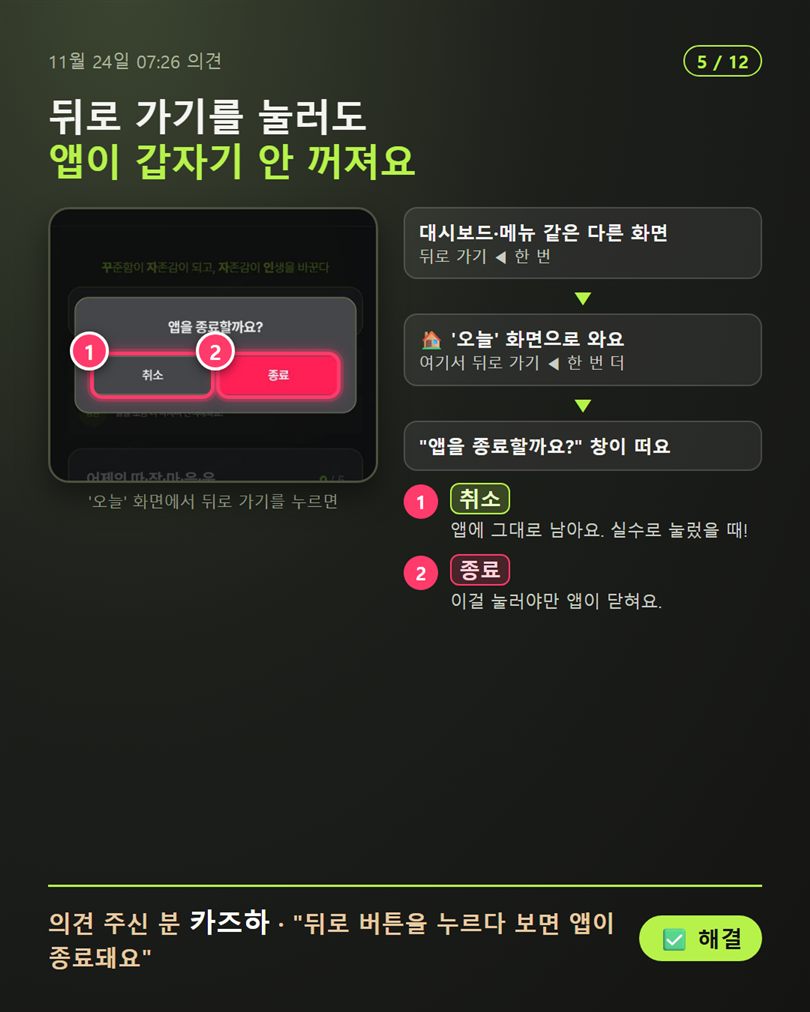 11월 24일 07:26 의견
5 / 12
뒤로 가기를 눌러도
앱이 갑자기 안 꺼져요
꾸준함이 자존감이 되고, 자존감이 인생을 바꾼다
앱을 종료할까요?
1
2
취소
종료
'오늘' 화면에서 뒤로 가기를 누르면
대시보드·메뉴 같은 다른 화면
뒤로 가기 ◀ 한 번
▼
🏠 '오늘' 화면으로 와요
여기서 뒤로 가기 ◀ 한 번 더
▼
"앱을 종료할까요?" 창이 떠요
1 취소
앱에 그대로 남아요. 실수로 눌렀을 때!
2 종료
이걸 눌러야만 앱이 닫혀요.
의견 주신 분 카즈하 · "뒤로 버튼을 누르다 보면 앱이
종료돼요"
✅ 해결